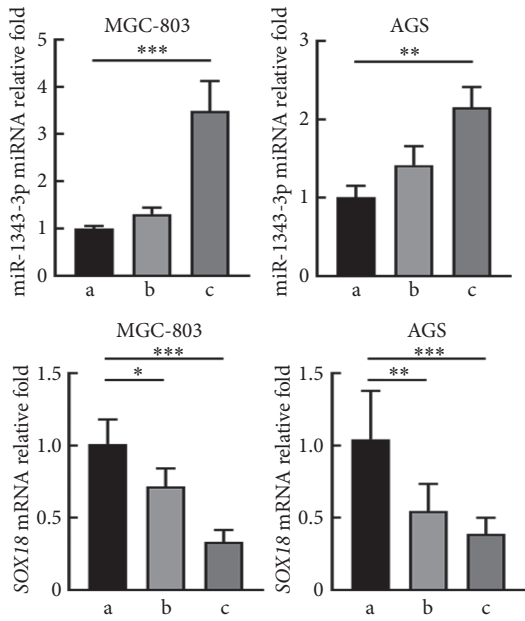 MGC-803
miR-1343-3p miRNA relative fold
5
4
3
2
1
0
***
a b c
AGS
miR-1343-3p miRNA relative fold
3
2
1
0
**
a b c
MGC-803
SOX18 mRNA relative fold
1.5
1.0
0.5
0
***
*
a b c
AGS
SOX18 mRNA relative fold
1.5
1.0
0.5
0
***
**
a b c